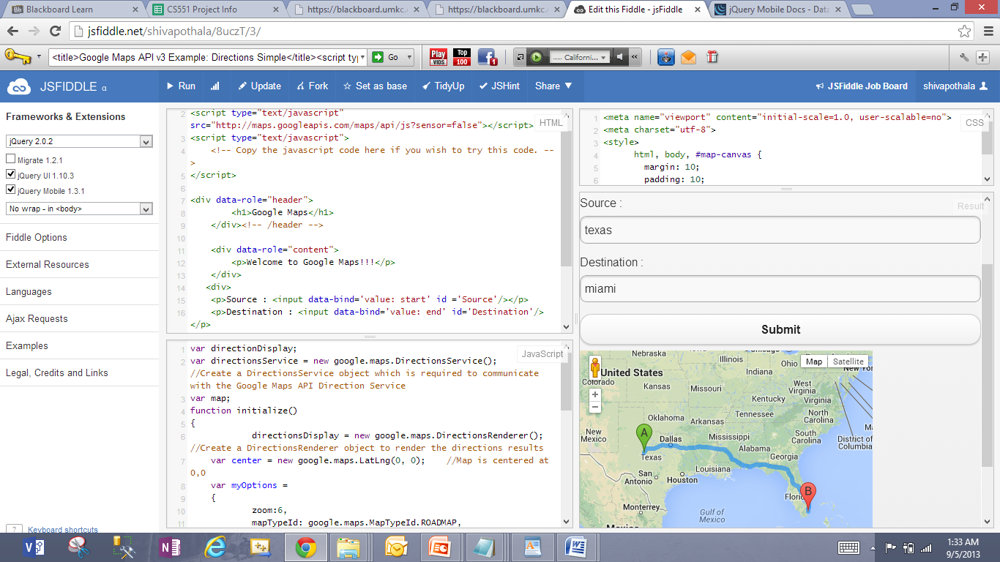 Blackboard Learn
CS551 Project Info
https://blackboard.umkc.
https://blackboard.umkc.
Edit this Fiddle - jsFiddle
jQuery Mobile Docs - Data
jsfiddle.net/shivapothala/8uczT/3/
<title>Google Maps API v3 Example: Directions Simple</title><script typ
Go
Play VIDS
Top 100
1
..... Californi...
JSFIDDLE α
Run
Update
Fork
Set as base
TidyUp
JSHint
Share
JSFiddle Job Board
shivapothala
Frameworks & Extensions
jQuery 2.0.2
Migrate 1.2.1
jQuery UI 1.10.3
jQuery Mobile 1.3.1
No wrap - in <body>
Fiddle Options
External Resources
Languages
Ajax Requests
Examples
Legal, Credits and Links
? Keyboard shortcuts
HTML
2 <script type="text/javascript"
src="http://maps.googleapis.com/maps/api/js?sensor=false"></script>
3 <script type="text/javascript">
4 <!-- Copy the javascript code here if you wish to try this code. --
>
5 </script>
6
7 <div data-role="header">
8 <h1>Google Maps</h1>
9 </div><!-- /header -->
10
11 <div data-role="content">
12 <p>Welcome to Google Maps!!!</p>
13 </div>
14 <div>
15 <p>Source : <input data-bind='value: start' id ='Source'/></p>
16 <p>Destination : <input data-bind='value: end' id='Destination'/>
</p>
JavaScript
1 var directionDisplay;
2 var directionsService = new google.maps.DirectionsService();
//Create a DirectionsService object which is required to communicate
with the Google Maps API Direction Service
3 var map;
4 function initialize()
5 {
6 directionsDisplay = new google.maps.DirectionsRenderer();
//Create a DirectionsRenderer object to render the directions results
7 var center = new google.maps.LatLng(0, 0); //Map is centered at
0,0
8 var myOptions =
9 {
10 zoom:6,
11 mapTypeId: google.maps.MapTypeId.ROADMAP,
CSS
1 <meta name="viewport" content="initial-scale=1.0, user-scalable=no">
2 <meta charset="utf-8">
3 <style>
4 html, body, #map-canvas {
5 margin: 10;
6 padding: 10;
Result
Source :
texas
Destination :
miami
Submit
Map
Satellite
Nebraska
Illinois
Ohio
New York
United States
Indiana
Colorado
Kansas
Missouri
West Virginia
Kentucky
Virginia
Oklahoma
Tennessee
North Carolina
Arkansas
New Mexico
A
Dallas
Mississippi
South Carolina
District of Columbia
Alabama
Texas
Georgia
Louisiana
San Antonio
Houston
B
Florid
Monterrey
Gulf of Mexico
Mexico
1:33 AM
9/5/2013